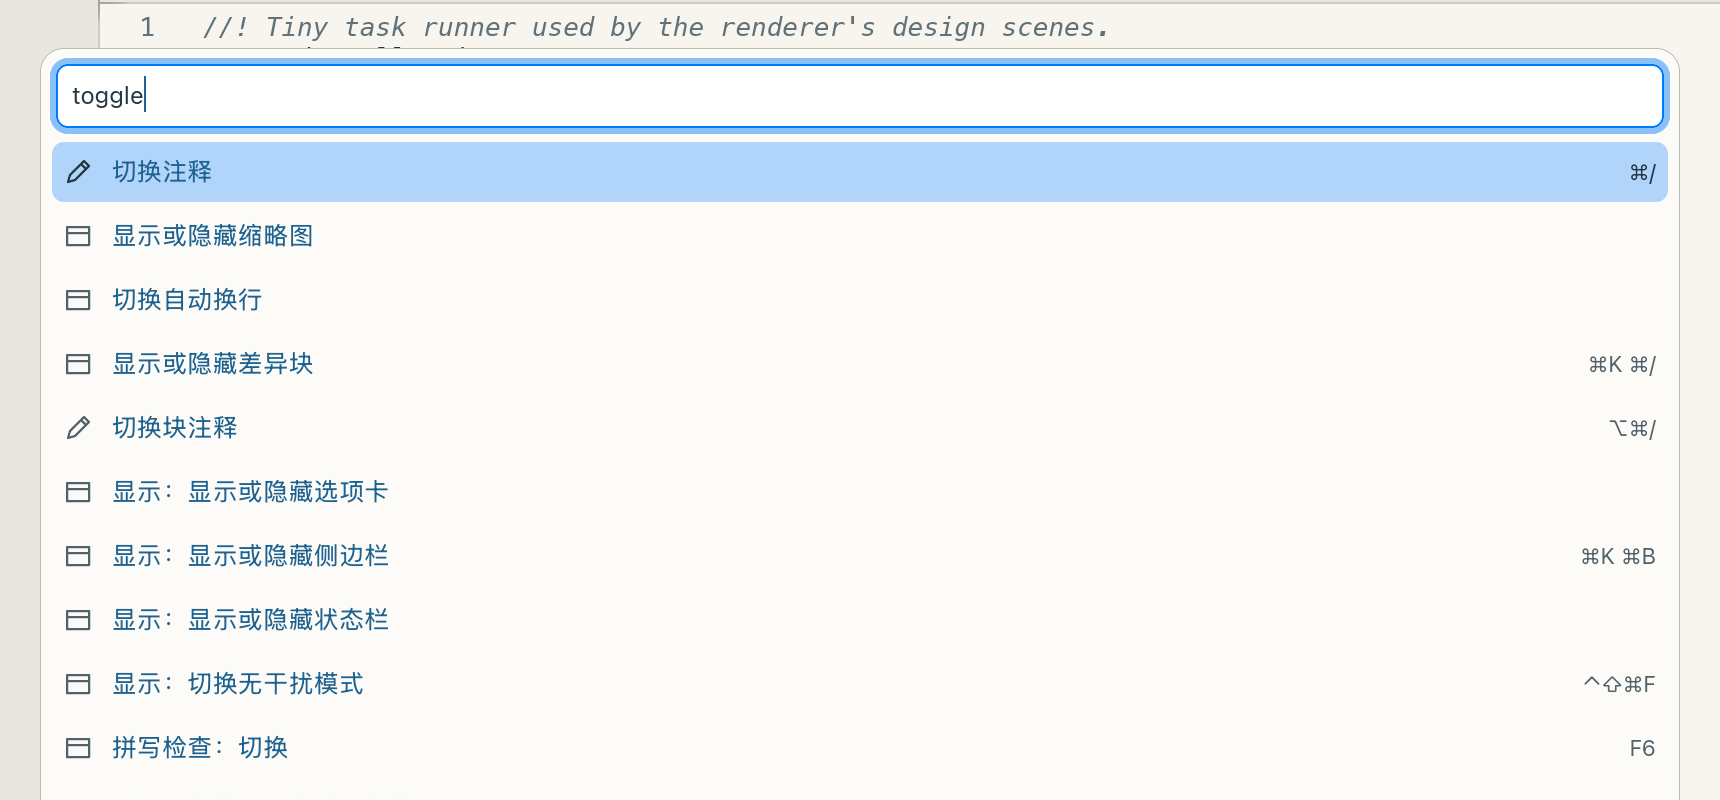 1 //! Tiny task runner used by the renderer's design scenes.
toggle
切换注释 ⌘/
显示或隐藏缩略图
切换自动换行
显示或隐藏差异块 ⌘K ⌘/
切换块注释 ⌥⌘/
显示：显示或隐藏选项卡
显示：显示或隐藏侧边栏 ⌘K ⌘B
显示：显示或隐藏状态栏
显示：切换无干扰模式 ^⇧⌘F
拼写检查：切换 F6